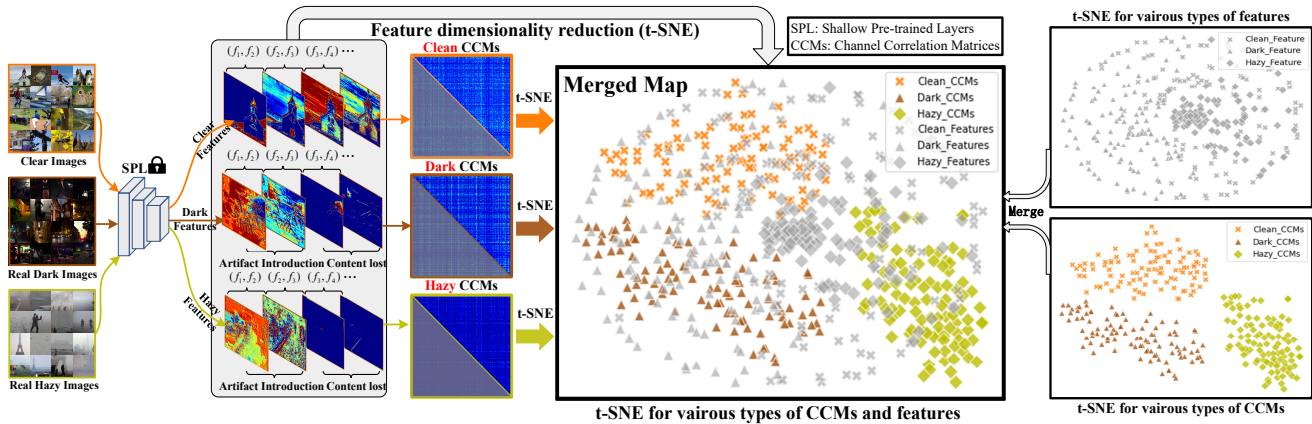 Feature dimensionality reduction (t-SNE)
SPL: Shallow Pre-trained Layers
CCMs: Channel Correlation Matrices
Clear Images
Real Dark Images
Real Hazy Images
SPL
Clear
Features
Dark
Features
Hazy
Features
(f₁, f₂) (f₂, f₃) (f₃, f₄) ···
(f₁, f₂) (f₂, f₃) (f₃, f₄) ···
Artifact Introduction Content lost
(f₁, f₂) (f₂, f₃) (f₃, f₄) ···
Artifact Introduction Content lost
Clean CCMs
Dark CCMs
Hazy CCMs
t-SNE
t-SNE
t-SNE
Merged Map
Clean_CCMs
Dark_CCMs
Hazy_CCMs
Clean_Features
Dark_Features
Hazy_Features
t-SNE for vairous types of CCMs and features
Merge
t-SNE for vairous types of features
Clean_Feature
Dark_Feature
Hazy_Feature
Clean_CCMs
Dark_CCMs
Hazy_CCMs
t-SNE for vairous types of CCMs